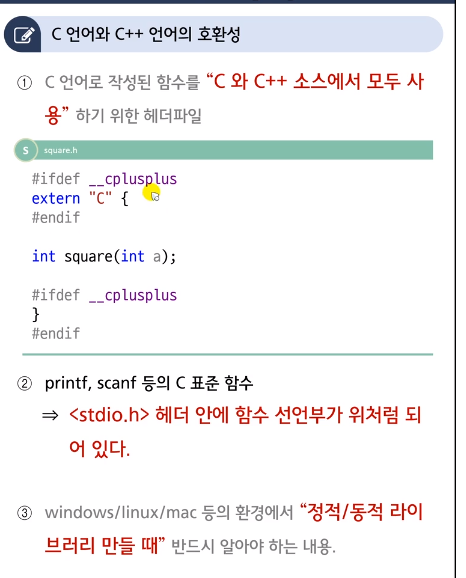 C 언어와 C++ 언어의 호환성
① C 언어로 작성된 함수를 “C 와 C++ 소스에서 모두 사
용” 하기 위한 헤더파일
S square.h
#ifdef __cplusplus
extern "C" {
#endif
int square(int a);
#ifdef __cplusplus
}
#endif
② printf, scanf 등의 C 표준 함수
⇒ <stdio.h> 헤더 안에 함수 선언부가 위처럼 되
어 있다.
③ windows/linux/mac 등의 환경에서 “정적/동적 라이
브러리 만들 때” 반드시 알아야 하는 내용.